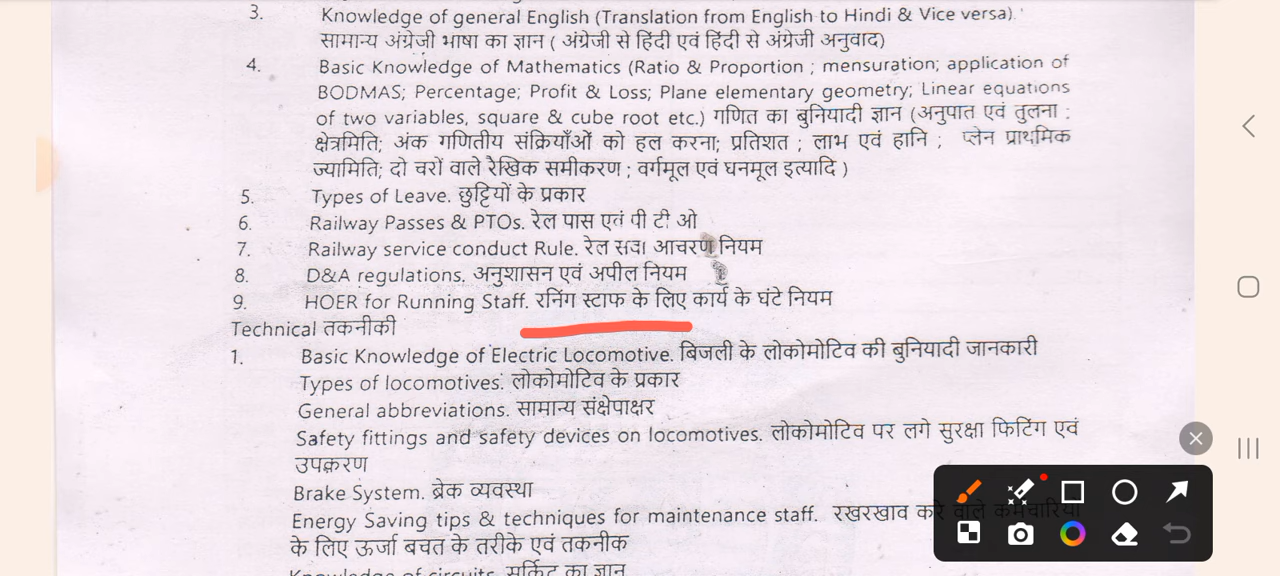 3. Knowledge of general English (Translation from English to Hindi & Vice versa).
सामान्य अंग्रेजी भाषा का ज्ञान ( अंग्रेजी से हिंदी एवं हिंदी से अंग्रेजी अनुवाद)
4. Basic Knowledge of Mathematics (Ratio & Proportion ; mensuration; application of
BODMAS; Percentage; Profit & Loss; Plane elementary geometry; Linear equations
of two variables, square & cube root etc.) गणित का बुनियादी ज्ञान (अनुपात एवं तुलना :
क्षेत्रमिति; अंक गणितीय संक्रियाँओं को हल करना; प्रतिशत ; लाभ एवं हानि ; प्लेन प्राथमिक
ज्यामिति; दो चरों वाले रैखिक समीकरण ; वर्गमूल एवं घनमूल इत्यादि )
5. Types of Leave. छुट्टियों के प्रकार
6. Railway Passes & PTOs. रेल पास एवं पी टी ओ
7. Railway service conduct Rule. रेल सेवा आचरण नियम
8. D&A regulations. अनुशासन एवं अपील नियम
9. HOER for Running Staff. रनिंग स्टाफ के लिए कार्य के घंटे नियम
Technical तकनीकी
1. Basic Knowledge of Electric Locomotive. बिजली के लोकोमोटिव की बुनियादी जानकारी
Types of locomotives. लोकोमोटिव के प्रकार
General abbreviations. सामान्य संक्षेपाक्षर
Safety fittings and safety devices on locomotives. लोकोमोटिव पर लगे सुरक्षा फिटिंग एवं
उपकरण
Brake System. ब्रेक व्यवस्था
Energy Saving tips & techniques for maintenance staff. रखरखाव करे वाले कर्मचारियों
के लिए ऊर्जा बचत के तरीके एवं तकनीक
Knowledge of circuits. सर्किट का ज्ञान